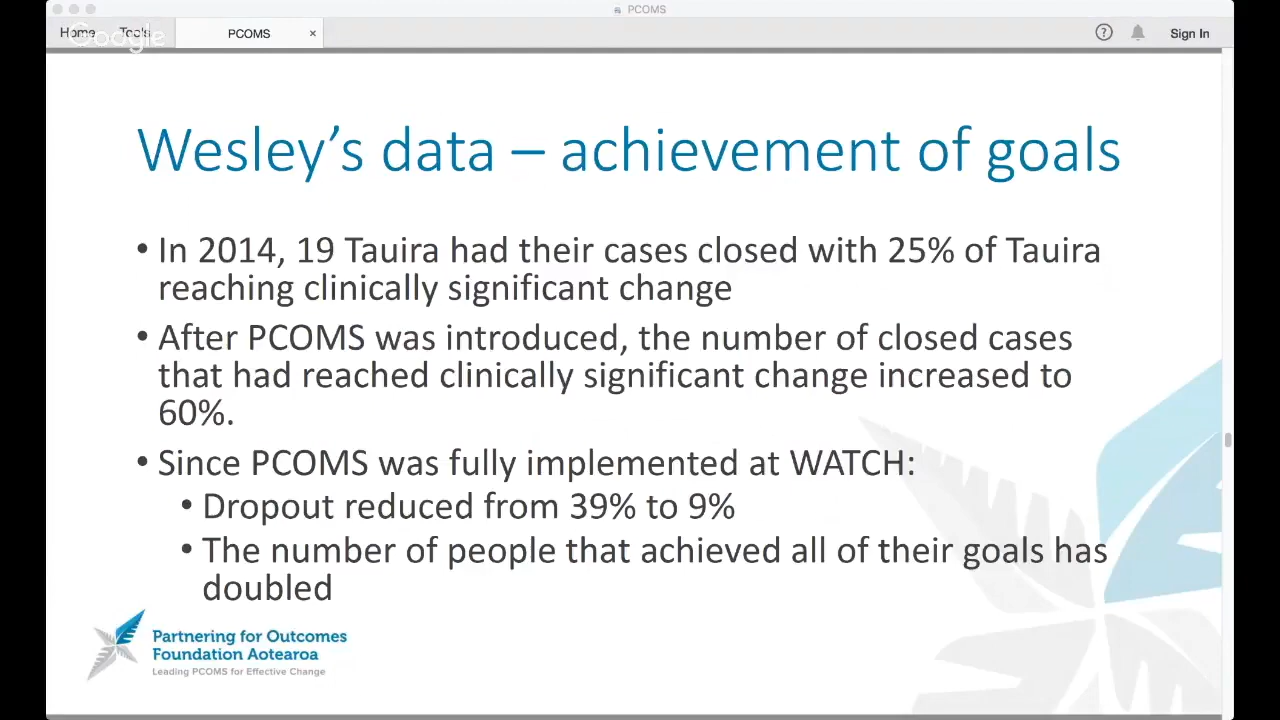 PCOMS
Home Tools PCOMS × ? Sign In
Google
Wesley's data – achievement of goals
• In 2014, 19 Tauira had their cases closed with 25% of Tauira
reaching clinically significant change
• After PCOMS was introduced, the number of closed cases
that had reached clinically significant change increased to
60%.
• Since PCOMS was fully implemented at WATCH:
• Dropout reduced from 39% to 9%
• The number of people that achieved all of their goals has
doubled
Partnering for Outcomes
Foundation Aotearoa
Leading PCOMS for Effective Change